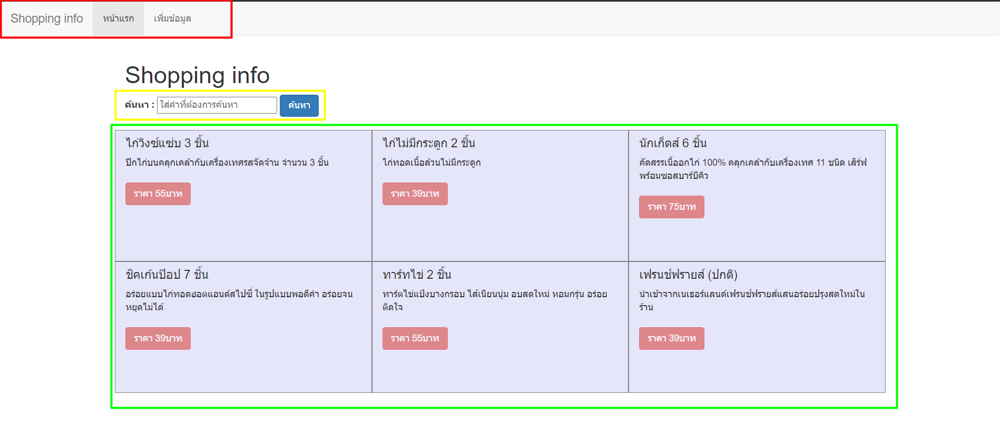 Shopping info หน้าแรก เพิ่มข้อมูล
Shopping info
ค้นหา : ใส่คำที่ต้องการค้นหา ค้นหา
ไก่วิงซ์แซ่บ 3 ชิ้น
ปีกไก่บนคลุกเคล้ากับเครื่องเทศรสจัดจ้าน จำนวน 3 ชิ้น
ราคา 55บาท
ไก่ไม่มีกระดูก 2 ชิ้น
ไก่ทอดเนื้อล้วนไม่มีกระดูก
ราคา 39บาท
นักเก็ตส์ 6 ชิ้น
คัดสรรเนื้ออกไก่ 100% คลุกเคล้ากับเครื่องเทศ 11 ชนิด เสิร์ฟ
พร้อมซอสบาร์บีคิว
ราคา 75บาท
ชิคเก้นป๊อป 7 ชิ้น
อร่อยแบบไก่ทอดฮอตแอนด์สไปซี่ ในรูปแบบพอดีคำ อร่อยจน
หยุดไม่ได้
ราคา 39บาท
ทาร์ทไข่ 2 ชิ้น
ทาร์ตไข่แป้งบางกรอบ ไส้เนียนนุ่ม อบสดใหม่ หอมกรุ่น อร่อย
ติดใจ
ราคา 55บาท
เฟรนช์ฟรายส์ (ปกติ)
นำเข้าจากเนเธอร์แลนด์เฟรนช์ฟรายส์แสนอร่อยปรุงสดใหม่ใน
ร้าน
ราคา 39บาท